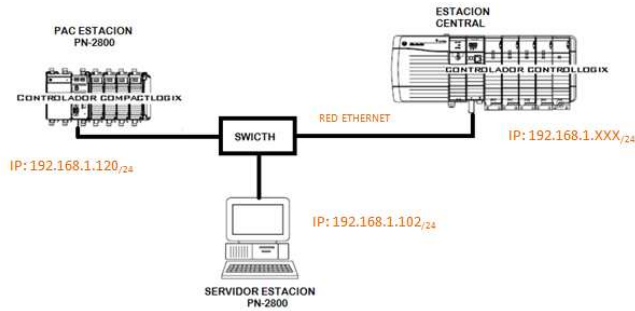 ESTACION
CENTRAL
PAC ESTACION
PN-2800
CONTROLADOR COMPACTLOGIX
CONTROLADOR CONTROLLOGIX
SWICTH
RED ETHERNET
IP: 192.168.1.XXX/24
IP: 192.168.1.120/24
IP: 192.168.1.102/24
SERVIDOR ESTACION
PN-2800